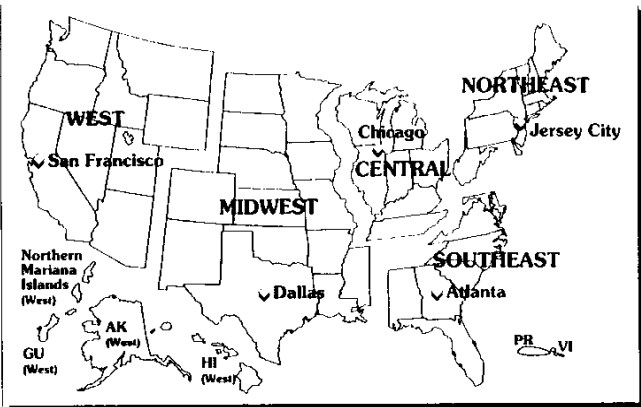 NORTHEAST
WEST
Chicago
Jersey City
San Francisco
CENTRAL
MIDWEST
Northern
Mariana
Islands
(West)
SOUTHEAST
Dallas
Atlanta
AK
(West)
GU
(West)
HI
(West)
PR
VI